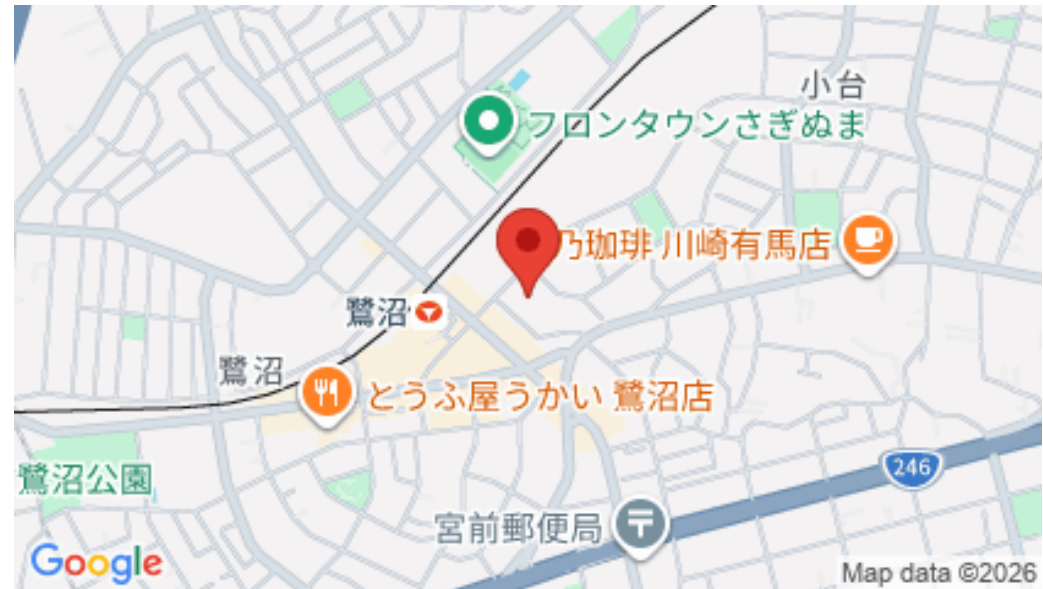 小台
フロンタウンさぎぬま
乃珈琲 川崎有馬店
鷺沼
鷺沼
とうふ屋うかい 鷺沼店
246
鷺沼公園
宮前郵便局
Google
Map data ©2026